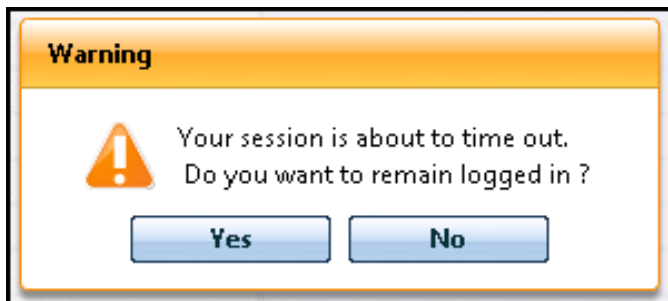 Warning
Your session is about to time out.
Do you want to remain logged in ?
Yes No